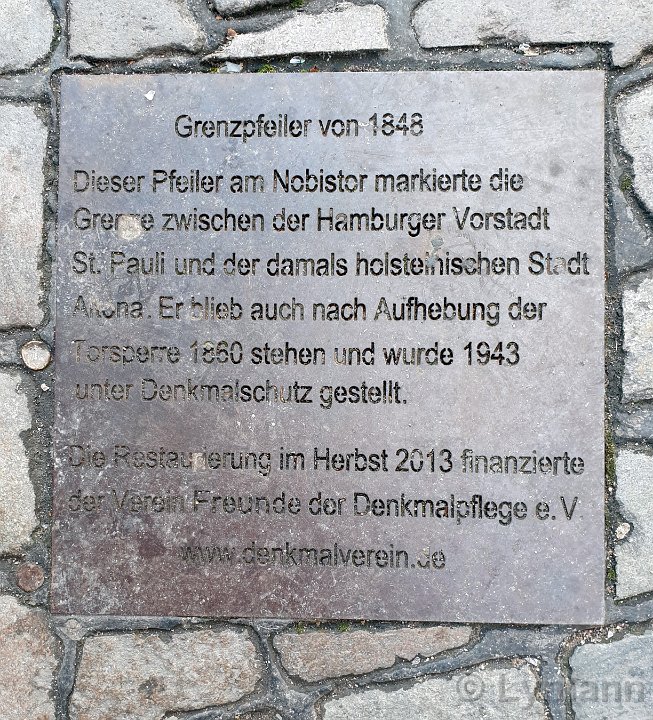 Grenzpfeiler von 1848
Dieser Pfeiler am Nobistor markierte die
Grenze zwischen der Hamburger Vorstadt
St. Pauli und der damals holsteinischen Stadt
Altona. Er blieb auch nach Aufhebung der
Torsperre 1860 stehen und wurde 1943
unter Denkmalschutz gestellt.
Die Restaurierung im Herbst 2013 finanzierte
der Verein Freunde der Denkmalpflege e. V.
www.denkmalverein.de
© Lymann